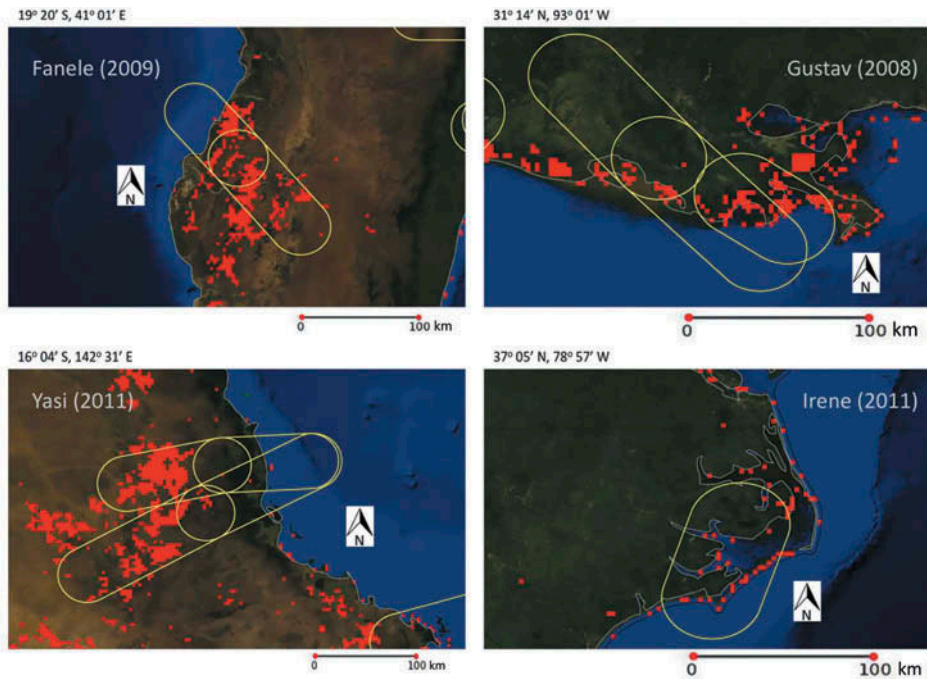 19° 20′ S, 41° 01′ E
Fanele (2009)
N
0 100 km
31° 14′ N, 93° 01′ W
Gustav (2008)
N
0 100 km
16° 04′ S, 142° 31′ E
Yasi (2011)
N
0 100 km
37° 05′ N, 78° 57′ W
Irene (2011)
N
0 100 km